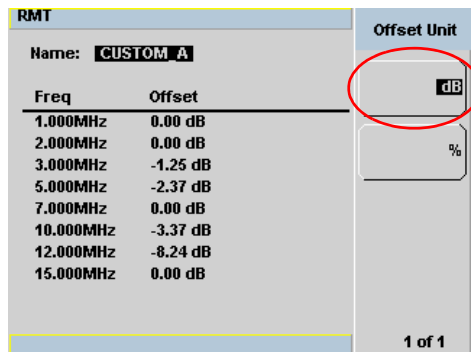 RMT
Name: CUSTOM_A
Freq Offset
1.000MHz 0.00 dB
2.000MHz 0.00 dB
3.000MHz -1.25 dB
5.000MHz -2.37 dB
7.000MHz 0.00 dB
10.000MHz -3.37 dB
12.000MHz -8.24 dB
15.000MHz 0.00 dB
Offset Unit
dB
%
1 of 1